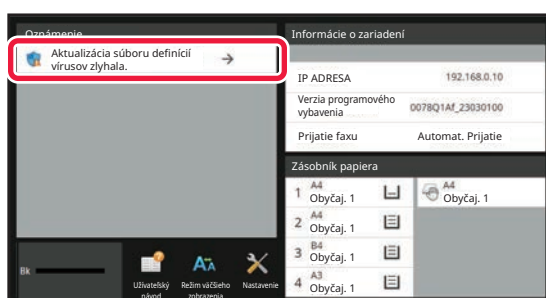 Oznámenie
Aktualizácia súboru definícií
vírusov zlyhala.
Informácie o zariadení
IP ADRESA 192.168.0.10
Verzia programového
vybavenia 0078Q1Af_23030100
Prijatie faxu Automat. Prijatie
Zásobník papiera
1 A4
Obyčaj. 1
A4
Obyčaj. 1
2 A4
Obyčaj. 1
3 B4
Obyčaj. 1
4 A3
Obyčaj. 1
Bk
Užívateľský
návod
Režim väčšieho
zobrazenia
Nastavenie